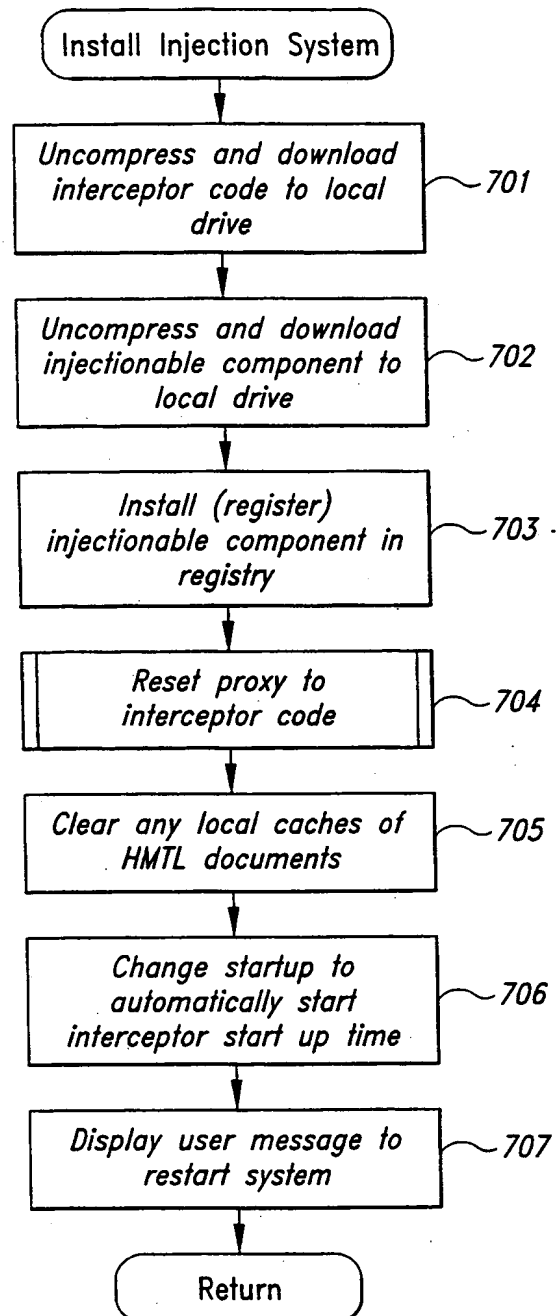 Install Injection System
Uncompress and download
interceptor code to local
drive
701
Uncompress and download
injectionable component to
local drive
702
Install (register)
injectionable component in
registry
703
Reset proxy to
interceptor code
704
Clear any local caches of
HMTL documents
705
Change startup to
automatically start
interceptor start up time
706
Display user message to
restart system
707
Return